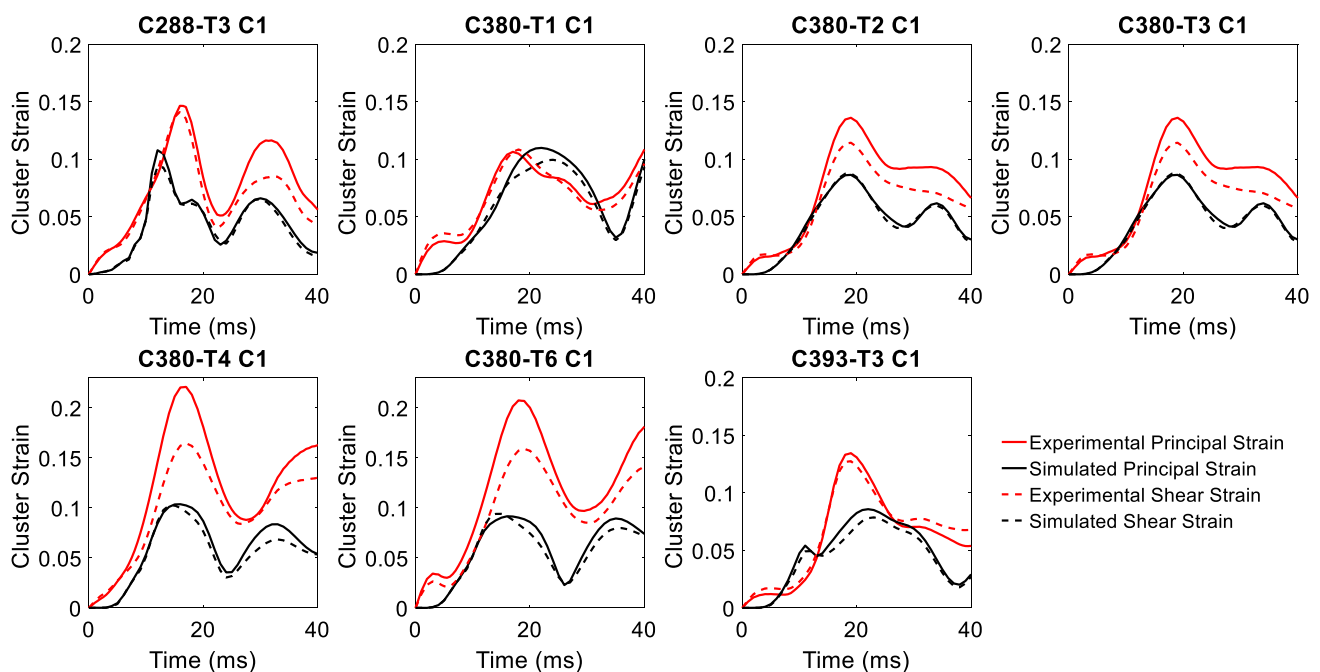 C288-T3 C1
C380-T1 C1
C380-T2 C1
C380-T3 C1
0.2
0.15
0.1
0.05
0
Cluster Strain
0 20 40
Time (ms)
0.2
0.15
0.1
0.05
0
Cluster Strain
0 20 40
Time (ms)
0.2
0.15
0.1
0.05
0
Cluster Strain
0 20 40
Time (ms)
0.2
0.15
0.1
0.05
0
Cluster Strain
0 20 40
Time (ms)
C380-T4 C1
C380-T6 C1
C393-T3 C1
0.2
0.15
0.1
0.05
0
Cluster Strain
0 20 40
Time (ms)
0.2
0.15
0.1
0.05
0
Cluster Strain
0 20 40
Time (ms)
0.2
0.15
0.1
0.05
0
Cluster Strain
0 20 40
Time (ms)
Experimental Principal Strain
Simulated Principal Strain
Experimental Shear Strain
Simulated Shear Strain